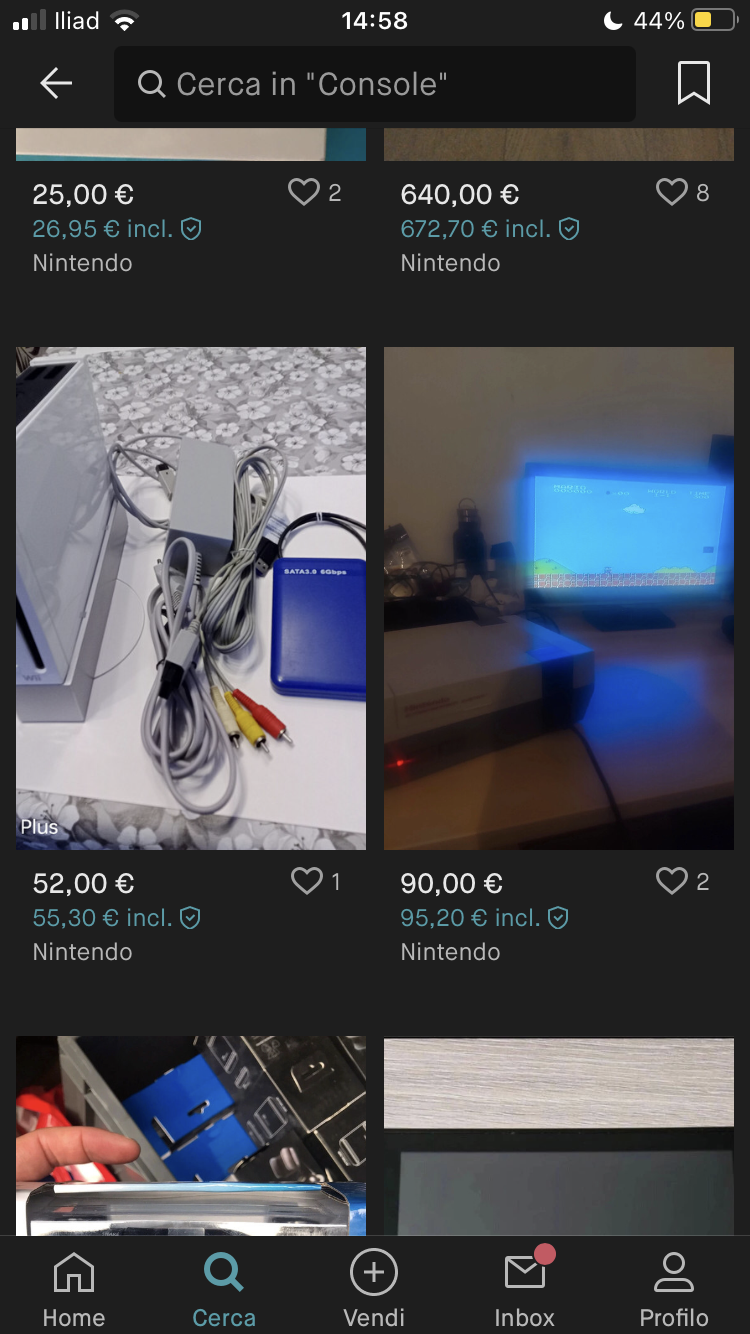 Iliad
14:58
44%
Cerca in "Console"
25,00 €
2
26,95 € incl.
Nintendo
640,00 €
8
672,70 € incl.
Nintendo
SATA3.0 6Gbps
Wii
Plus
52,00 €
1
55,30 € incl.
Nintendo
90,00 €
2
95,20 € incl.
Nintendo
Home
Cerca
Vendi
Inbox
Profilo